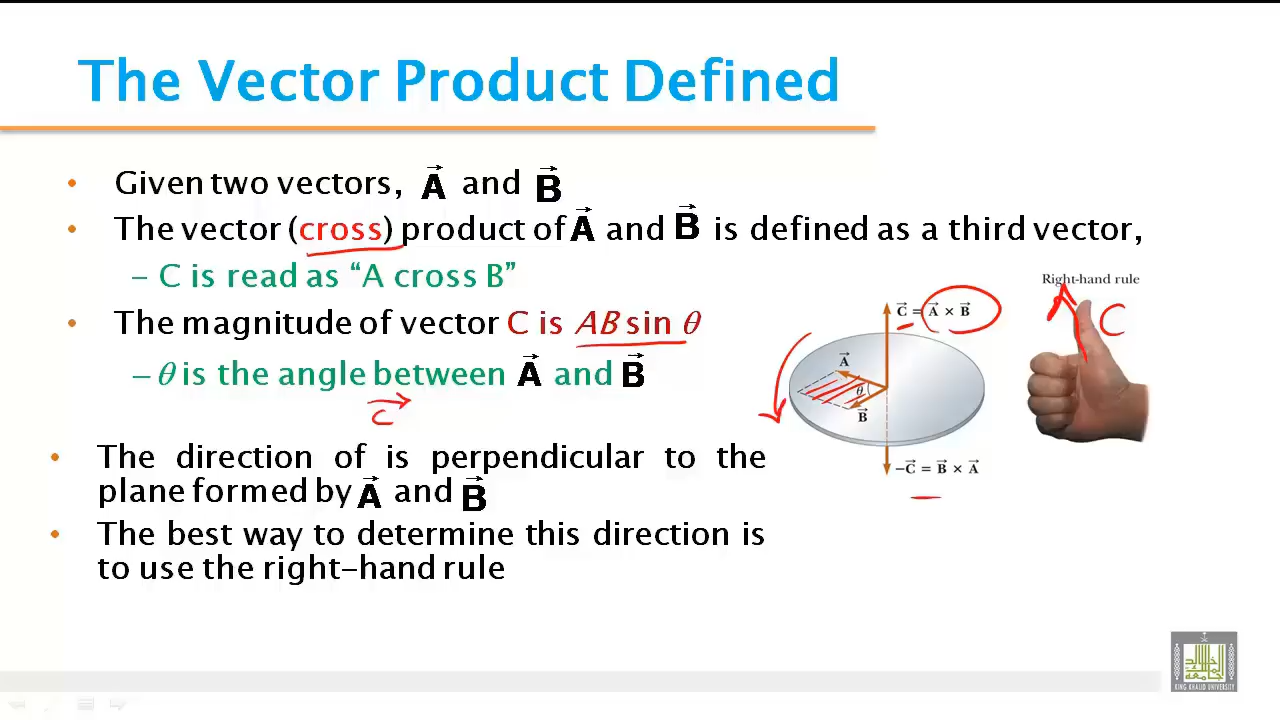 The Vector Product Defined
• Given two vectors, A⃗ and B⃗
• The vector (cross) product of A⃗ and B⃗ is defined as a third vector,
– C is read as “A cross B”
• The magnitude of vector C is AB sin θ
– θ is the angle between A⃗ and B⃗
C⃗
• The direction of is perpendicular to the
plane formed by A⃗ and B⃗
• The best way to determine this direction is
to use the right-hand rule
Right-hand rule
C⃗ = A⃗ × B⃗
C
A⃗
θ
B⃗
−C⃗ = B⃗ × A⃗
KING KHALID UNIVERSITY